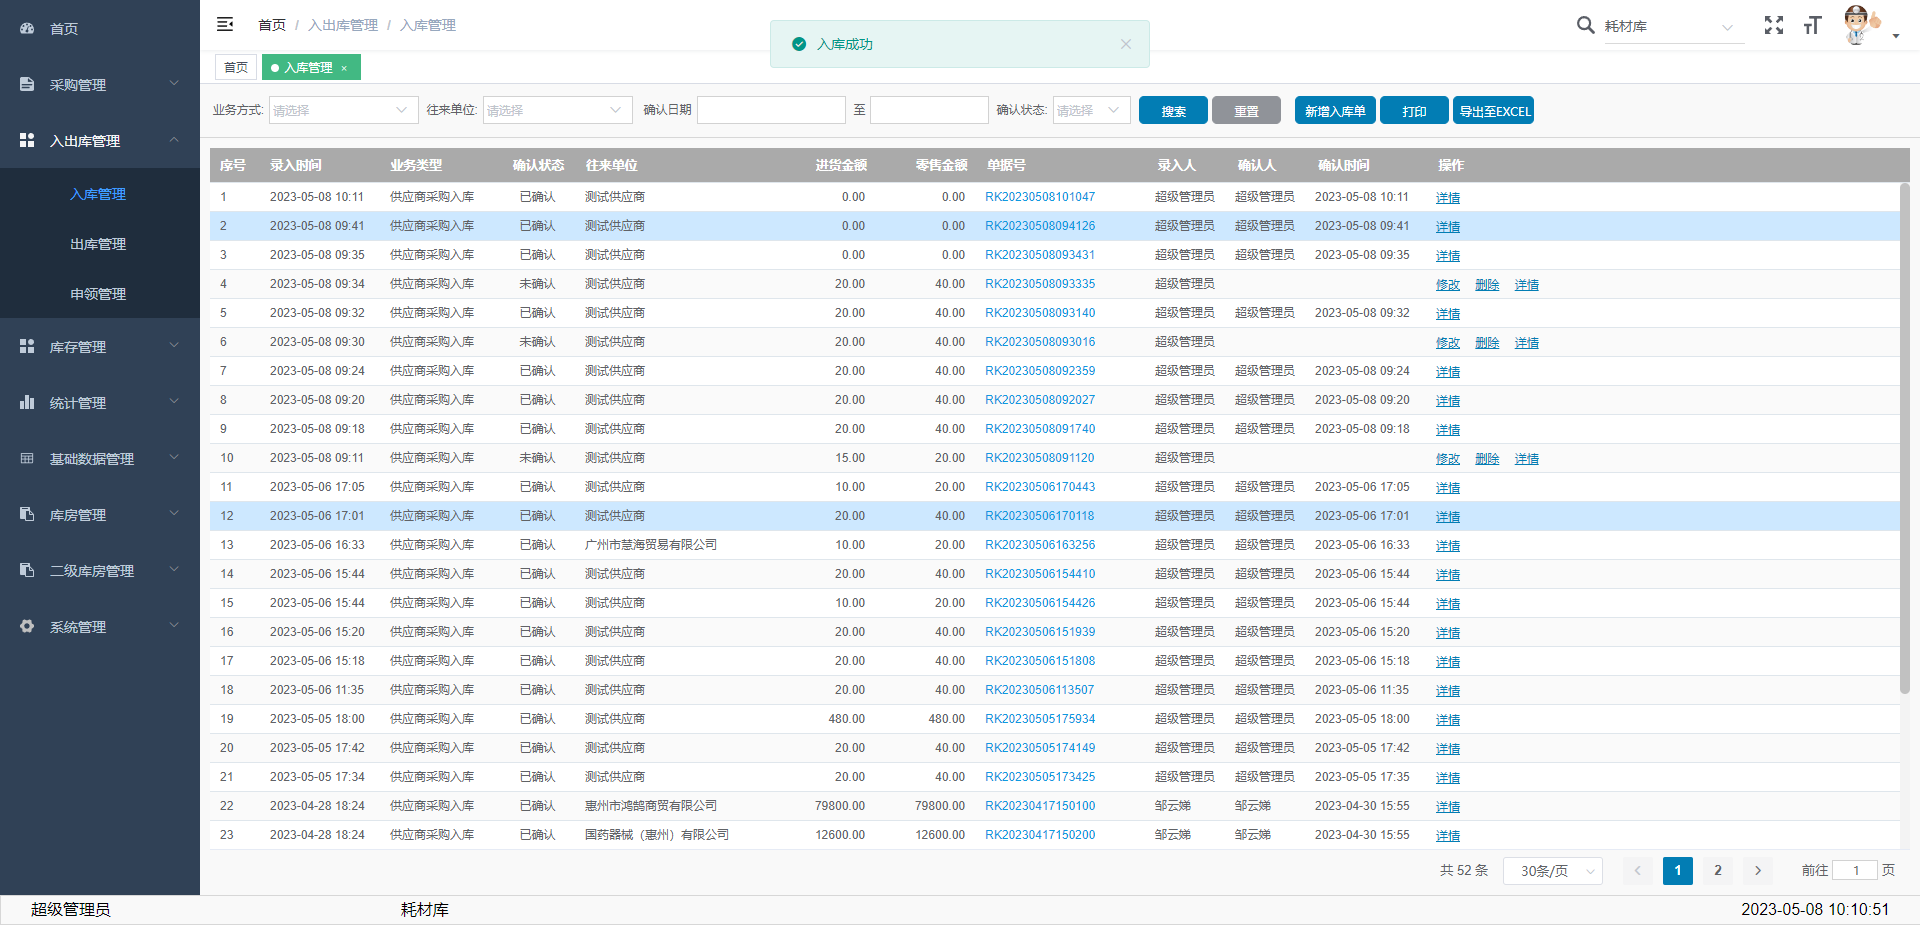 首页
采购管理
入出库管理
入库管理
出库管理
申领管理
库存管理
统计管理
基础数据管理
库房管理
二级库房管理
系统管理
首页 / 入出库管理 / 入库管理
入库成功
耗材库
首页 入库管理 ×
业务方式: 请选择 往来单位: 请选择 确认日期 至 确认状态: 请选择 搜索 重置 新增入库单 打印 导出至EXCEL
序号 录入时间 业务类型 确认状态 往来单位 进货金额 零售金额 单据号 录入人 确认人 确认时间 操作
1 2023-05-08 10:11 供应商采购入库 已确认 测试供应商 0.00 0.00 RK20230508101047 超级管理员 超级管理员 2023-05-08 10:11 详情
2 2023-05-08 09:41 供应商采购入库 已确认 测试供应商 0.00 0.00 RK20230508094126 超级管理员 超级管理员 2023-05-08 09:41 详情
3 2023-05-08 09:35 供应商采购入库 已确认 测试供应商 0.00 0.00 RK20230508093431 超级管理员 超级管理员 2023-05-08 09:35 详情
4 2023-05-08 09:34 供应商采购入库 未确认 测试供应商 20.00 40.00 RK20230508093335 超级管理员 修改 删除 详情
5 2023-05-08 09:32 供应商采购入库 已确认 测试供应商 20.00 40.00 RK20230508093140 超级管理员 超级管理员 2023-05-08 09:32 详情
6 2023-05-08 09:30 供应商采购入库 未确认 测试供应商 20.00 40.00 RK20230508093016 超级管理员 修改 删除 详情
7 2023-05-08 09:24 供应商采购入库 已确认 测试供应商 20.00 40.00 RK20230508092359 超级管理员 超级管理员 2023-05-08 09:24 详情
8 2023-05-08 09:20 供应商采购入库 已确认 测试供应商 20.00 40.00 RK20230508092027 超级管理员 超级管理员 2023-05-08 09:20 详情
9 2023-05-08 09:18 供应商采购入库 已确认 测试供应商 20.00 40.00 RK20230508091740 超级管理员 超级管理员 2023-05-08 09:18 详情
10 2023-05-08 09:11 供应商采购入库 未确认 测试供应商 15.00 20.00 RK20230508091120 超级管理员 修改 删除 详情
11 2023-05-06 17:05 供应商采购入库 已确认 测试供应商 10.00 20.00 RK20230506170443 超级管理员 超级管理员 2023-05-06 17:05 详情
12 2023-05-06 17:01 供应商采购入库 已确认 测试供应商 20.00 40.00 RK20230506170118 超级管理员 超级管理员 2023-05-06 17:01 详情
13 2023-05-06 16:33 供应商采购入库 已确认 广州市慧海贸易有限公司 10.00 20.00 RK20230506163256 超级管理员 超级管理员 2023-05-06 16:33 详情
14 2023-05-06 15:44 供应商采购入库 已确认 测试供应商 20.00 40.00 RK20230506154410 超级管理员 超级管理员 2023-05-06 15:44 详情
15 2023-05-06 15:44 供应商采购入库 已确认 测试供应商 10.00 20.00 RK20230506154426 超级管理员 超级管理员 2023-05-06 15:44 详情
16 2023-05-06 15:20 供应商采购入库 已确认 测试供应商 20.00 40.00 RK20230506151939 超级管理员 超级管理员 2023-05-06 15:20 详情
17 2023-05-06 15:18 供应商采购入库 已确认 测试供应商 20.00 40.00 RK20230506151808 超级管理员 超级管理员 2023-05-06 15:18 详情
18 2023-05-06 11:35 供应商采购入库 已确认 测试供应商 20.00 40.00 RK20230506113507 超级管理员 超级管理员 2023-05-06 11:35 详情
19 2023-05-05 18:00 供应商采购入库 已确认 测试供应商 480.00 480.00 RK20230505175934 超级管理员 超级管理员 2023-05-05 18:00 详情
20 2023-05-05 17:42 供应商采购入库 已确认 测试供应商 20.00 40.00 RK20230505174149 超级管理员 超级管理员 2023-05-05 17:42 详情
21 2023-05-05 17:34 供应商采购入库 已确认 测试供应商 20.00 40.00 RK20230505173425 超级管理员 超级管理员 2023-05-05 17:35 详情
22 2023-04-28 18:24 供应商采购入库 已确认 惠州市鸿鹄商贸有限公司 79800.00 79800.00 RK20230417150100 邹云娣 邹云娣 2023-04-30 15:55 详情
23 2023-04-28 18:24 供应商采购入库 已确认 国药器械（惠州）有限公司 12600.00 12600.00 RK20230417150200 邹云娣 邹云娣 2023-04-30 15:55 详情
共 52 条 30条/页 1 2 前往 1 页
超级管理员 耗材库 2023-05-08 10:10:51